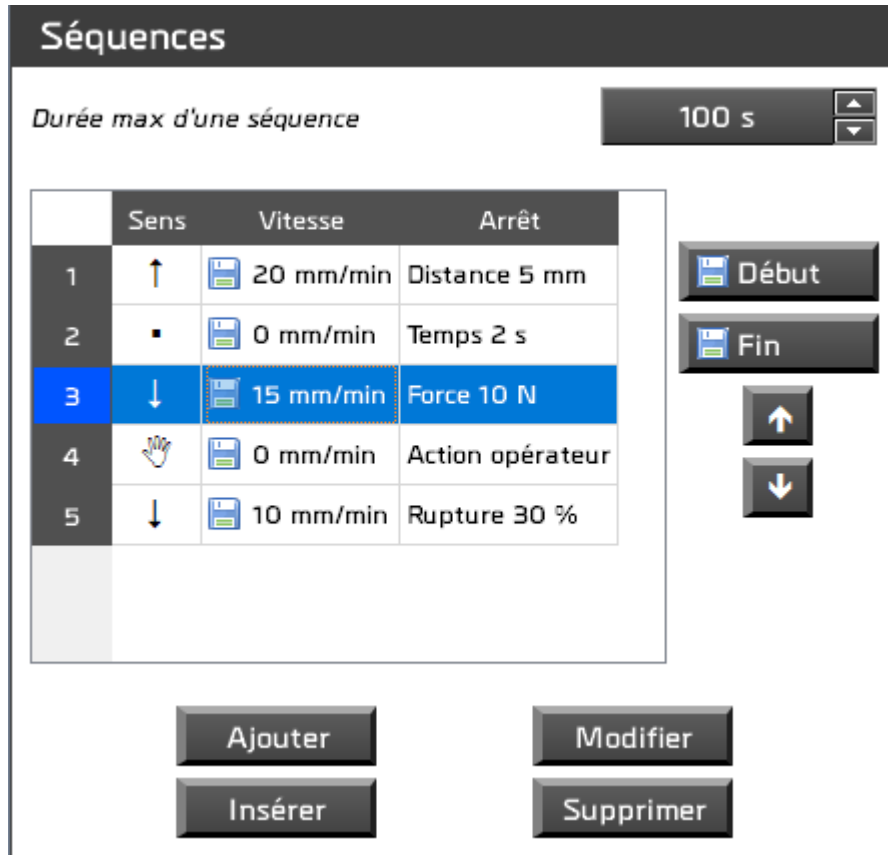 Séquences
Durée max d'une séquence 100 s
Sens Vitesse Arrêt
1 ↑ 20 mm/min Distance 5 mm
2 ▪ 0 mm/min Temps 2 s
3 ↓ 15 mm/min Force 10 N
4 0 mm/min Action opérateur
5 ↓ 10 mm/min Rupture 30 %
Début
Fin
Ajouter Modifier
Insérer Supprimer